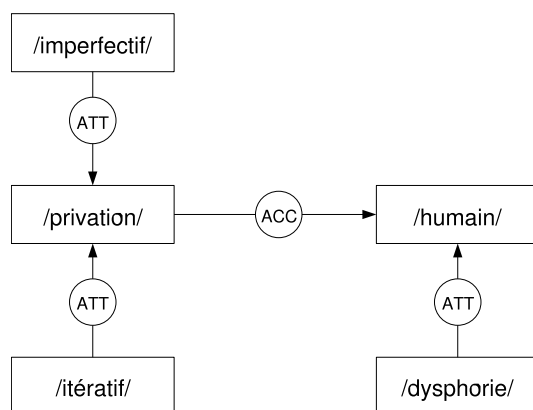 /imperfectif/
ATT
/privation/
ACC
/humain/
ATT
ATT
/itératif/
/dysphorie/